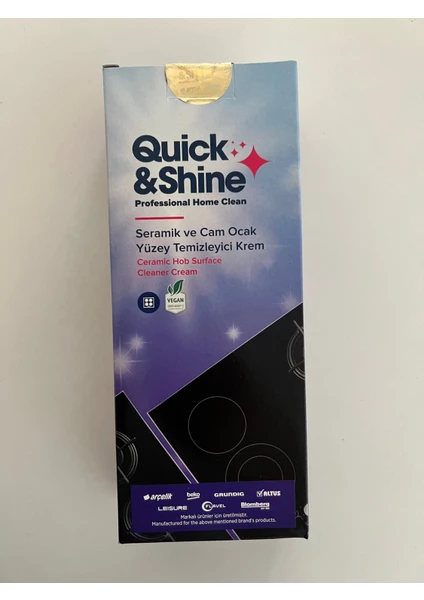 Quick
&Shine
Professional Home Clean
Seramik ve Cam Ocak
Yüzey Temizleyici Krem
Ceramic Hob Surface
Cleaner Cream
VEGAN
arçelik beko GRUNDIG ALTUS
LEISURE FLAVEL Blomberg
Markalı ürünler için üretilmiştir.
Manufactured for the above mentioned brand's products.